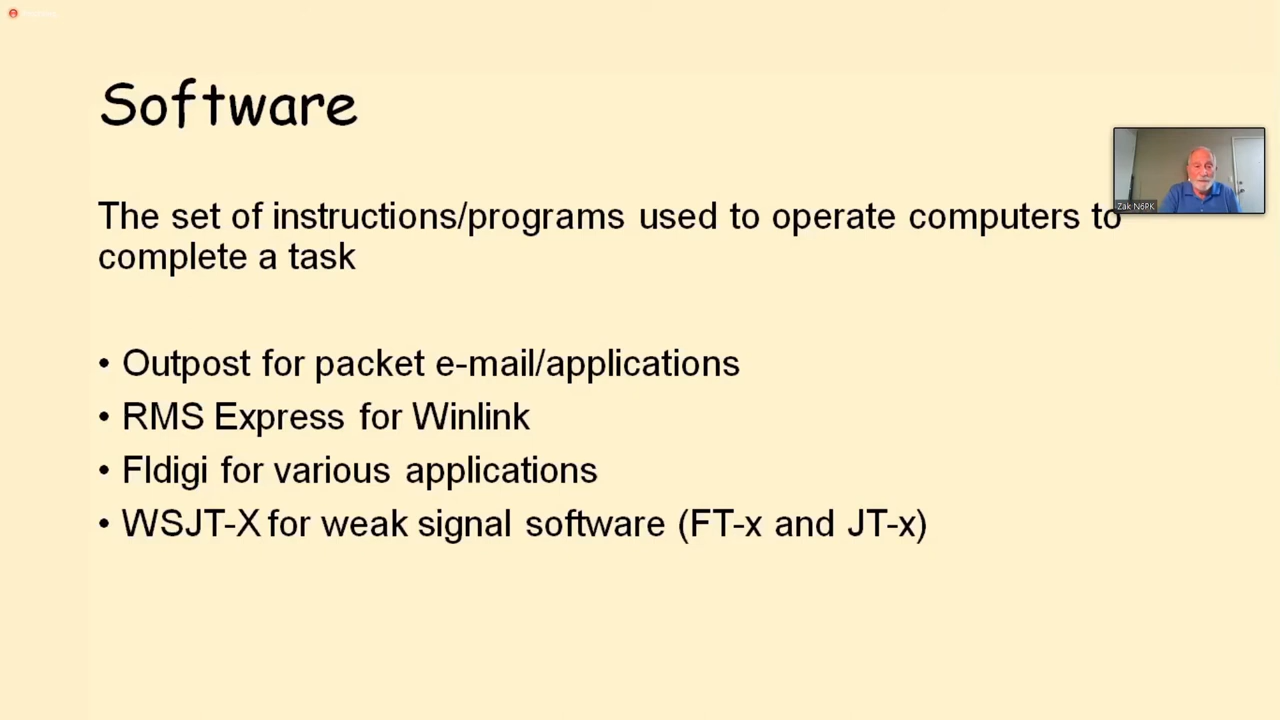 Software
The set of instructions/programs used to operate computers to
complete a task
Zak N6PK
• Outpost for packet e-mail/applications
• RMS Express for Winlink
• Fldigi for various applications
• WSJT-X for weak signal software (FT-x and JT-x)